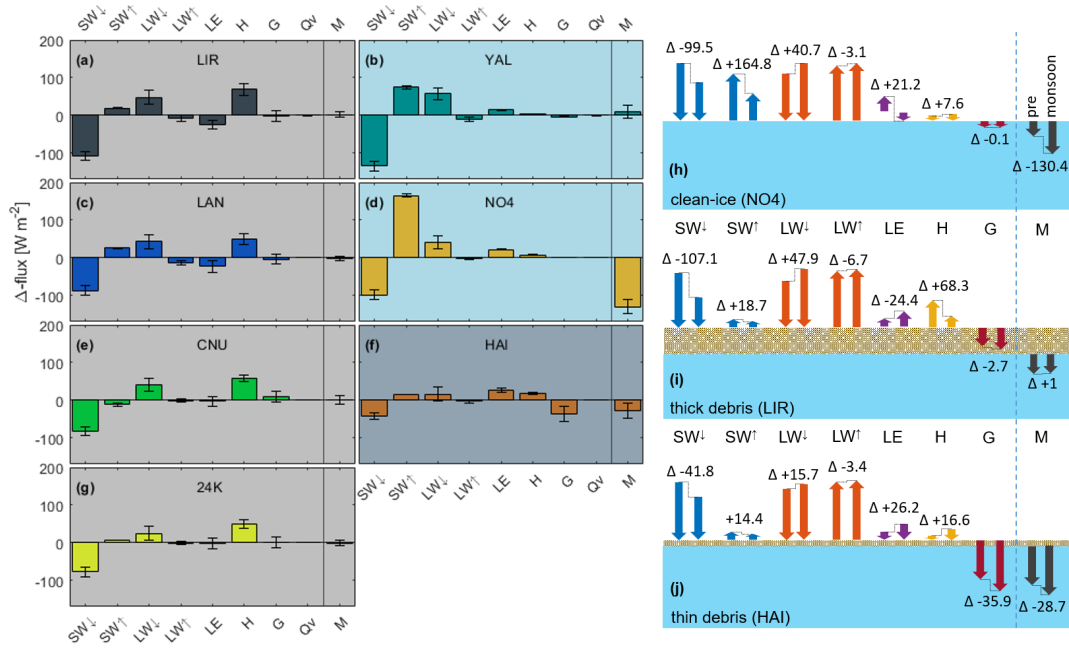 SW↓ SW↑ LW↓ LW↑ LE H G Qv M
SW↓ SW↑ LW↓ LW↑ LE H G Qv M
Δ-flux [W m⁻²]
200
100
0
-100
(a) LIR
(b) YAL
200
100
0
-100
(c) LAN
(d) NO4
200
100
0
-100
(e) CNU
(f) HAI
200
100
0
-100
(g) 24K
SW↓ SW↑ LW↓ LW↑ LE H G Qv M
SW↓ SW↑ LW↓ LW↑ LE H G Qv M
Δ -99.5
Δ +164.8
Δ +40.7
Δ -3.1
Δ +21.2
Δ +7.6
Δ -0.1
pre
monsoon
Δ -130.4
(h)
clean-ice (NO4)
SW↓ SW↑ LW↓ LW↑ LE H G M
Δ -107.1
Δ +18.7
Δ +47.9
Δ -6.7
Δ -24.4
Δ +68.3
Δ -2.7
Δ +1
(i)
thick debris (LIR)
SW↓ SW↑ LW↓ LW↑ LE H G M
Δ -41.8
+14.4
Δ +15.7
Δ -3.4
Δ +26.2
Δ +16.6
Δ -35.9
Δ -28.7
(j)
thin debris (HAI)